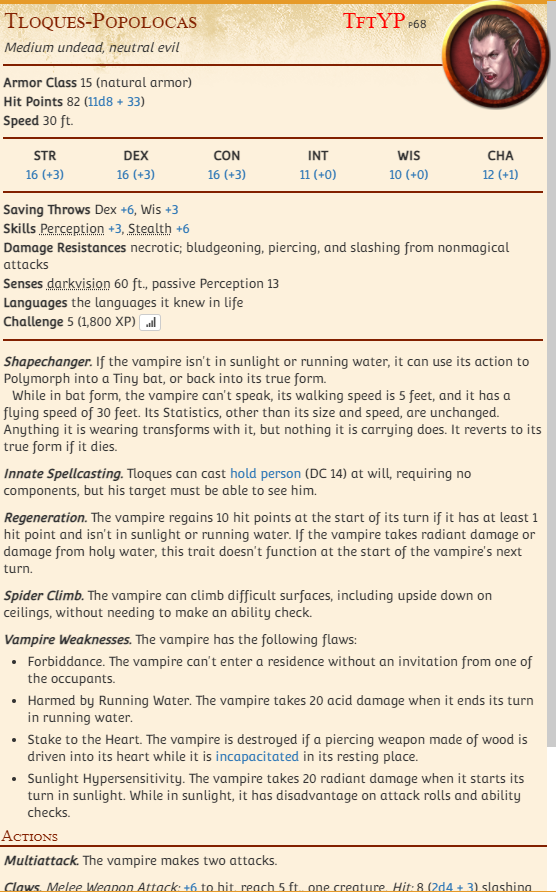 Tloques-Popolocas
TftYP p68
Medium undead, neutral evil
Armor Class 15 (natural armor)
Hit Points 82 (11d8 + 33)
Speed 30 ft.
STR DEX CON INT WIS CHA
16 (+3) 16 (+3) 16 (+3) 11 (+0) 10 (+0) 12 (+1)
Saving Throws Dex +6, Wis +3
Skills Perception +3, Stealth +6
Damage Resistances necrotic; bludgeoning, piercing, and slashing from nonmagical
attacks
Senses darkvision 60 ft., passive Perception 13
Languages the languages it knew in life
Challenge 5 (1,800 XP)
Shapechanger. If the vampire isn't in sunlight or running water, it can use its action to
Polymorph into a Tiny bat, or back into its true form.
While in bat form, the vampire can't speak, its walking speed is 5 feet, and it has a
flying speed of 30 feet. Its Statistics, other than its size and speed, are unchanged.
Anything it is wearing transforms with it, but nothing it is carrying does. It reverts to its
true form if it dies.
Innate Spellcasting. Tloques can cast hold person (DC 14) at will, requiring no
components, but his target must be able to see him.
Regeneration. The vampire regains 10 hit points at the start of its turn if it has at least 1
hit point and isn't in sunlight or running water. If the vampire takes radiant damage or
damage from holy water, this trait doesn't function at the start of the vampire's next
turn.
Spider Climb. The vampire can climb difficult surfaces, including upside down on
ceilings, without needing to make an ability check.
Vampire Weaknesses. The vampire has the following flaws:
• Forbiddance. The vampire can't enter a residence without an invitation from one of
the occupants.
• Harmed by Running Water. The vampire takes 20 acid damage when it ends its turn
in running water.
• Stake to the Heart. The vampire is destroyed if a piercing weapon made of wood is
driven into its heart while it is incapacitated in its resting place.
• Sunlight Hypersensitivity. The vampire takes 20 radiant damage when it starts its
turn in sunlight. While in sunlight, it has disadvantage on attack rolls and ability
checks.
Actions
Multiattack. The vampire makes two attacks.
Claws. Melee Weapon Attack: +6 to hit, reach 5 ft., one creature. Hit: 8 (2d4 + 3) slashing